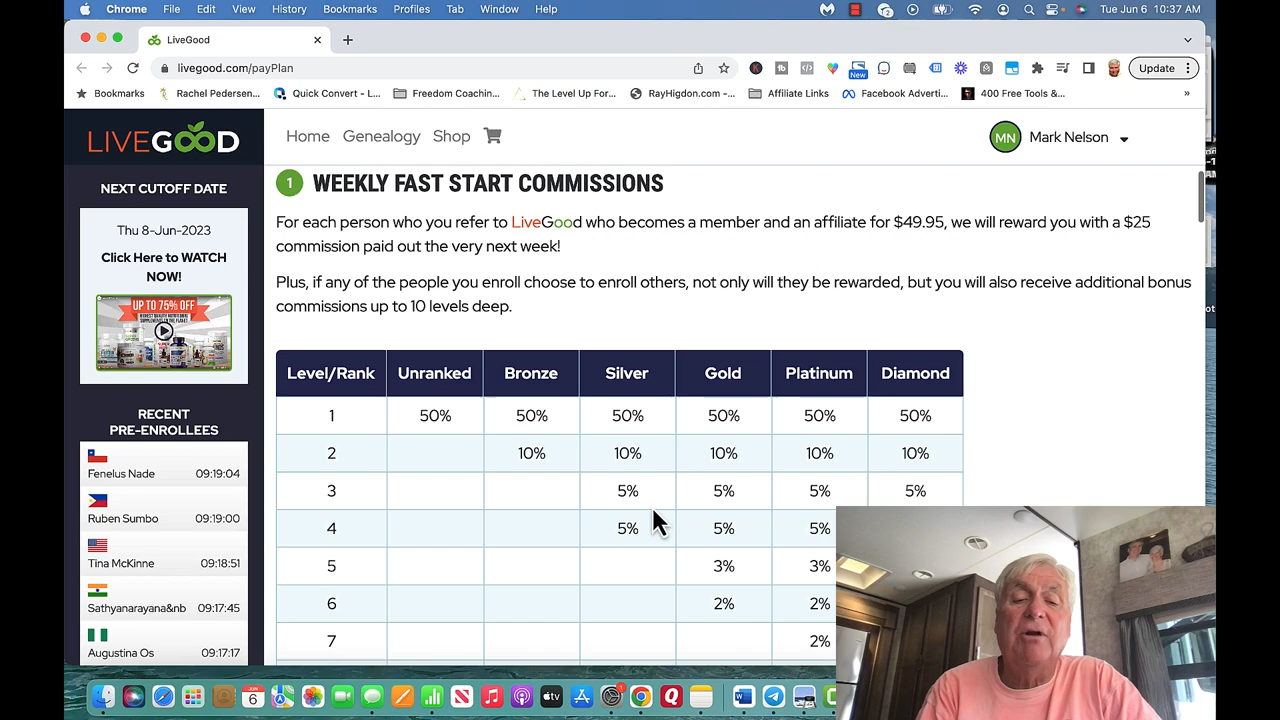 Chrome File Edit View History Bookmarks Profiles Tab Window Help Tue Jun 6 10:37 AM
LiveGood
livegood.com/payPlan
New
Update
Bookmarks Rachel Pedersen... Quick Convert - L... Freedom Coachin... The Level Up For... RayHigdon.com -... Affiliate Links Facebook Adverti... 400 Free Tools &...
LIVEGOOD
Home Genealogy Shop
MN Mark Nelson
NEXT CUTOFF DATE
Thu 8-Jun-2023
Click Here to WATCH
NOW!
UP TO 75% OFF
RECENT
PRE-ENROLLEES
Fenelus Nade 09:19:04
Ruben Sumbo 09:19:00
Tina McKinne 09:18:51
Sathyanarayana&nb 09:17:45
Augustina Os 09:17:17
1 WEEKLY FAST START COMMISSIONS
For each person who you refer to LiveGood who becomes a member and an affiliate for $49.95, we will reward you with a $25
commission paid out the very next week!
Plus, if any of the people you enroll choose to enroll others, not only will they be rewarded, but you will also receive additional bonus
commissions up to 10 levels deep.
Level/Rank Unranked Bronze Silver Gold Platinum Diamond
1 50% 50% 50% 50% 50% 50%
2 10% 10% 10% 10% 10%
3 5% 5% 5% 5%
4 5% 5% 5%
5 3% 3%
6 2% 2%
7 2%
JUN
6
1